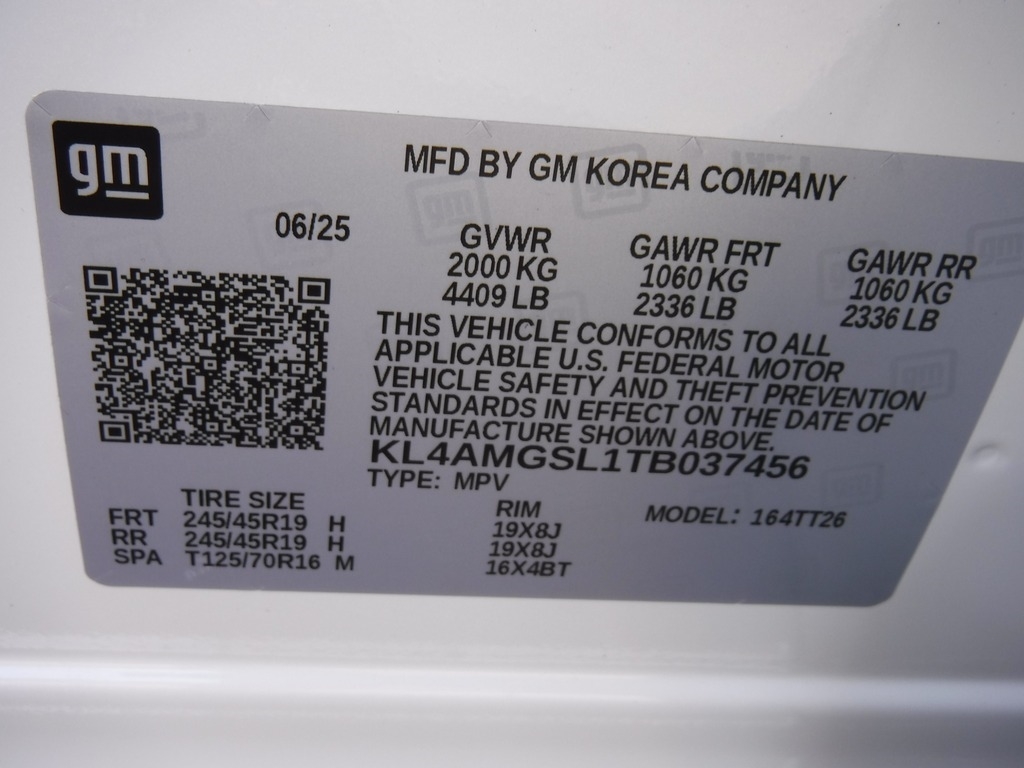 gm
MFD BY GM KOREA COMPANY
06/25
GVWR GAWR FRT GAWR RR
2000 KG 1060 KG 1060 KG
4409 LB 2336 LB 2336 LB
THIS VEHICLE CONFORMS TO ALL
APPLICABLE U.S. FEDERAL MOTOR
VEHICLE SAFETY AND THEFT PREVENTION
STANDARDS IN EFFECT ON THE DATE OF
MANUFACTURE SHOWN ABOVE.
KL4AMGSL1TB037456
TYPE: MPV
TIRE SIZE RIM MODEL: 164TT26
FRT 245/45R19 H 19X8J
RR 245/45R19 H 19X8J
SPA T125/70R16 M 16X4BT